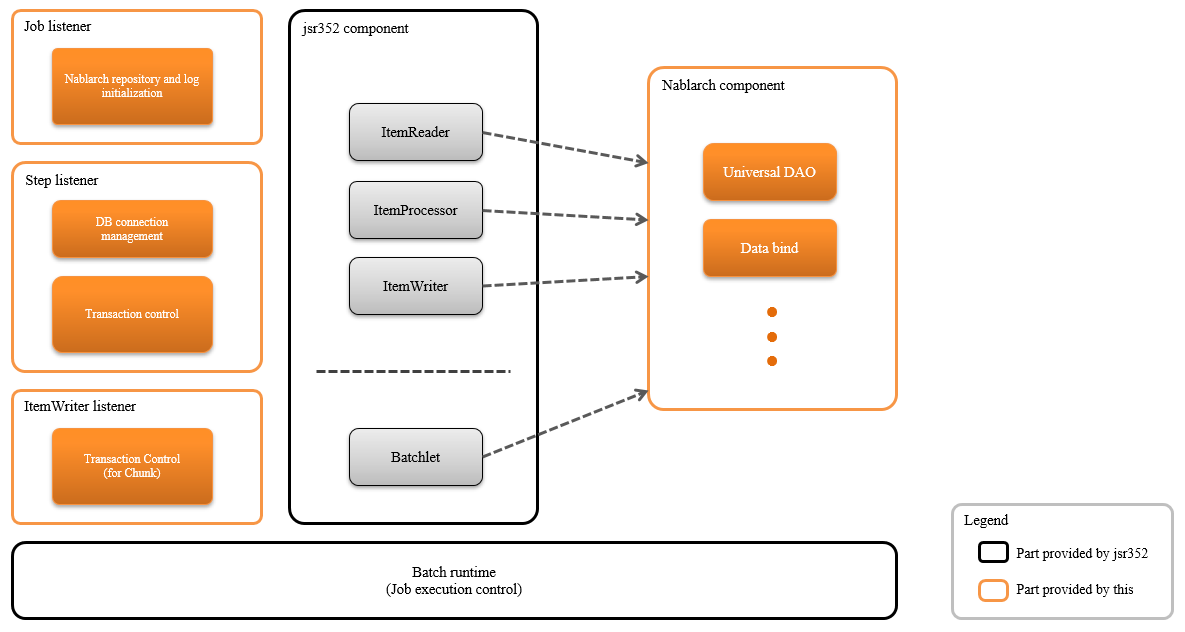 Job listener
Nablarch repository and log
initialization
Step listener
DB connection
management
Transaction control
ItemWriter listener
Transaction Control
(for Chunk)
jsr352 component
ItemReader
ItemProcessor
ItemWriter
Batchlet
Nablarch component
Universal DAO
Data bind
Batch runtime
(Job execution control)
Legend
Part provided by jsr352
Part provided by this